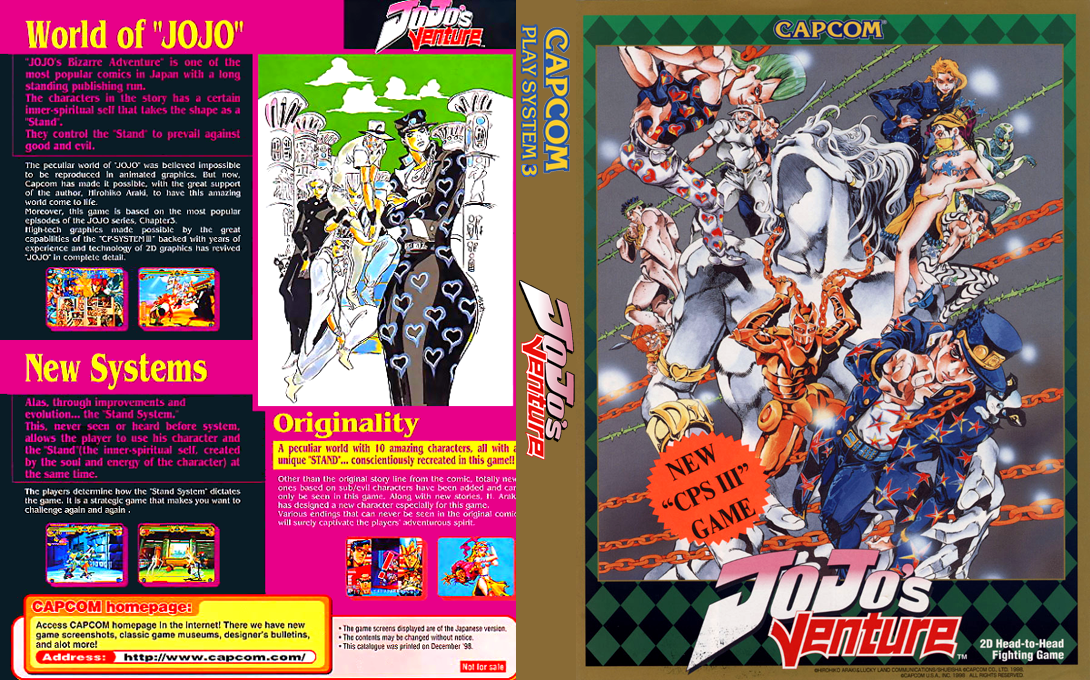 World of "JOJO"
"JOJO's Bizarre Adventure" is one of the
most popular comics in Japan with a long
standing publishing run.
The characters in the story has a certain
inner-spiritual self that takes the shape as a
"Stand".
They control the "Stand" to prevail against
good and evil.
The peculiar world of "JOJO" was believed impossible
to be reproduced in animated graphics. But now,
Capcom has made it possible, with the great support
of the author, Hirohiko Araki, to have this amazing
world come to life.
Moreover, this game is based on the most popular
episodes of the JOJO series, Chapter3.
High-tech graphics made possible by the great
capabilities of the "CP-SYSTEM III" backed with years of
experience and technology of 2D graphics has revived
"JOJO" in complete detail.
New Systems
Alas, through improvements and
evolution... the "Stand System."
This, never seen or heard before system,
allows the player to use his character and
the "Stand"(the inner-spiritual self, created
by the soul and energy of the character) at
the same time.
The players determine how the "Stand System" dictates
the game. It is a strategic game that makes you want to
challenge again and again .
CAPCOM homepage:
Access CAPCOM homepage in the internet! There we have new
game screenshots, classic game museums, designer's bulletins,
and alot more!
Address: http://www.capcom.com/
JoJo's
Venture™
Originality
A peculiar world with 10 amazing characters, all with a
unique "STAND"... conscientiously recreated in this game!!
Other than the original story line from the comic, totally new
ones based on sub/evil characters have been added and can
only be seen in this game. Along with new stories, H. Arak
has designed a new character especially for this game.
Various endings that can never be seen in the original comic
will surely captivate the players' adventurous spirit.
• The game screens displayed are of the Japanese version.
• The contents may be changed without notice.
• This catalogue was printed on December '98.
Not for sale
CAPCOM
PLAY SYSTEM 3
JoJo's
Venture
CAPCOM®
NEW
"CPS III"
GAME
JoJo's
Venture™
2D Head-to-Head
Fighting Game
©HIROHIKO ARAKI&LUCKY LAND COMMUNICATIONS/SHUEISHA ©CAPCOM CO., LTD. 1998,
©CAPCOM U.S.A., INC. 1998 ALL RIGHTS RESERVED.